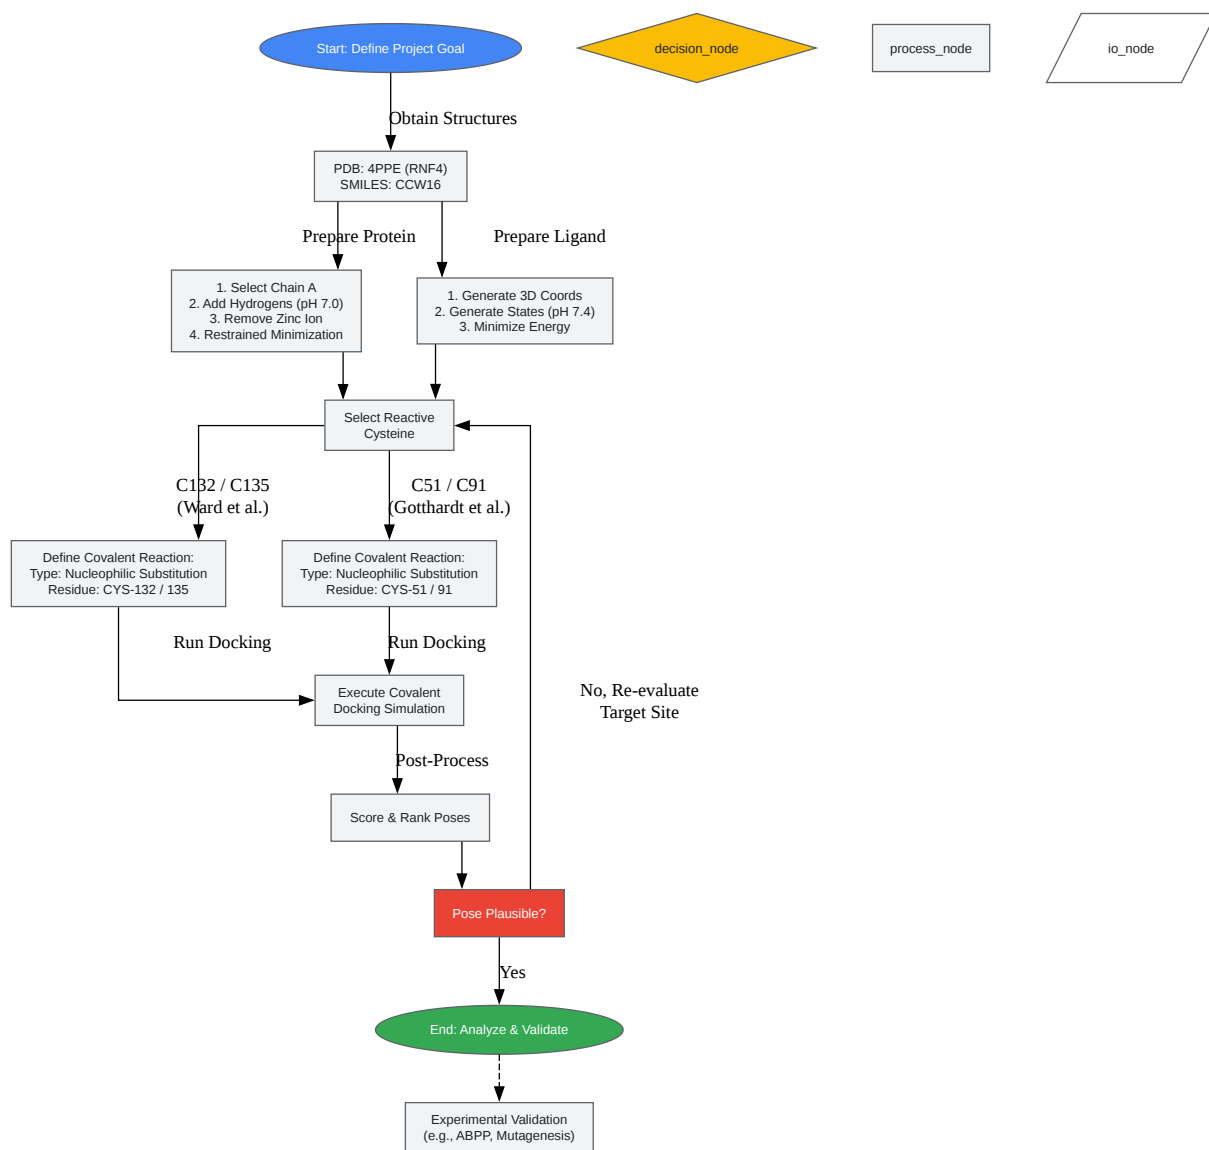 Start: Define Project Goal
decision_node
process_node
io_node
Obtain Structures
PDB: 4PPE (RNF4)
SMILES: CCW16
Prepare Protein
Prepare Ligand
1. Select Chain A
2. Add Hydrogens (pH 7.0)
3. Remove Zinc Ion
4. Restrained Minimization
1. Generate 3D Coords
2. Generate States (pH 7.4)
3. Minimize Energy
Select Reactive
Cysteine
C132 / C135
(Ward et al.)
C51 / C91
(Gotthardt et al.)
Define Covalent Reaction:
Type: Nucleophilic Substitution
Residue: CYS-132 / 135
Define Covalent Reaction:
Type: Nucleophilic Substitution
Residue: CYS-51 / 91
Run Docking
Run Docking
Execute Covalent
Docking Simulation
No, Re-evaluate
Target Site
Post-Process
Score & Rank Poses
Pose Plausible?
Yes
End: Analyze & Validate
Experimental Validation
(e.g., ABPP, Mutagenesis)